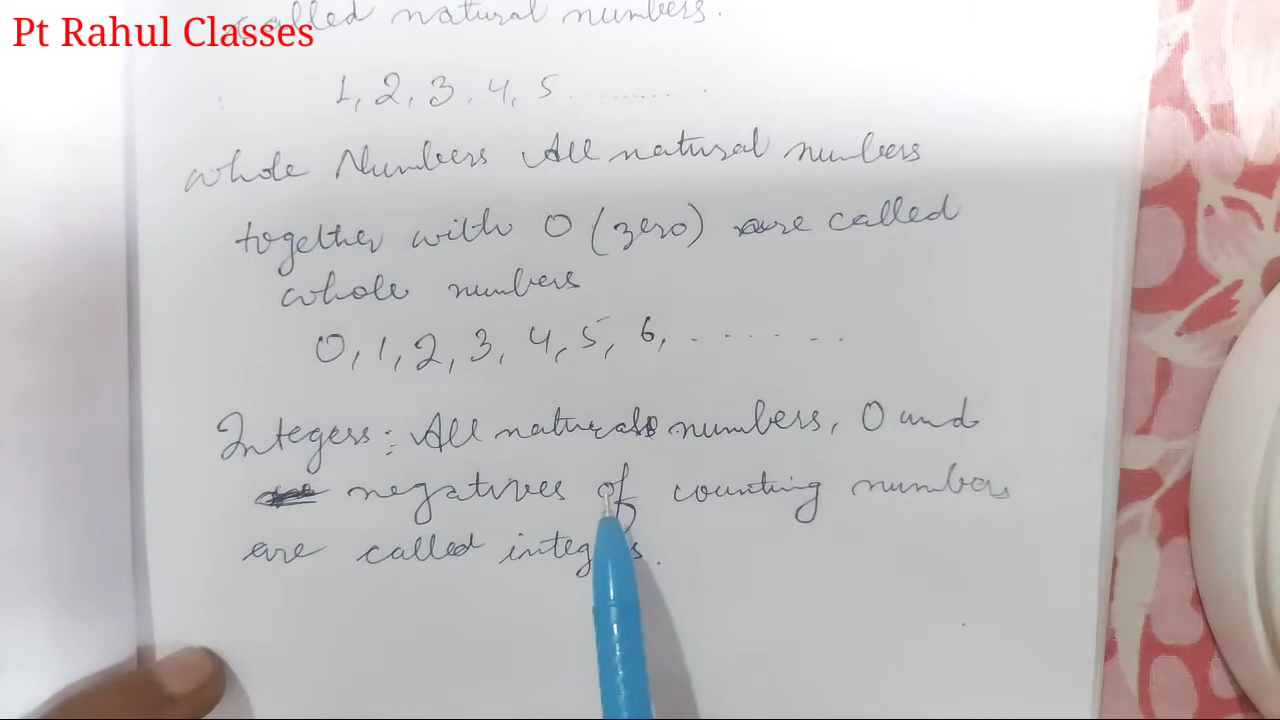 called natural numbers.
Pt Rahul Classes
1, 2, 3, 4, 5 ..........
whole Numbers All natural numbers
together with 0 (zero) are called
whole numbers
0, 1, 2, 3, 4, 5, 6, .......
Integers : All natural numbers, 0 and
negatives of counting numbers
are called integers.